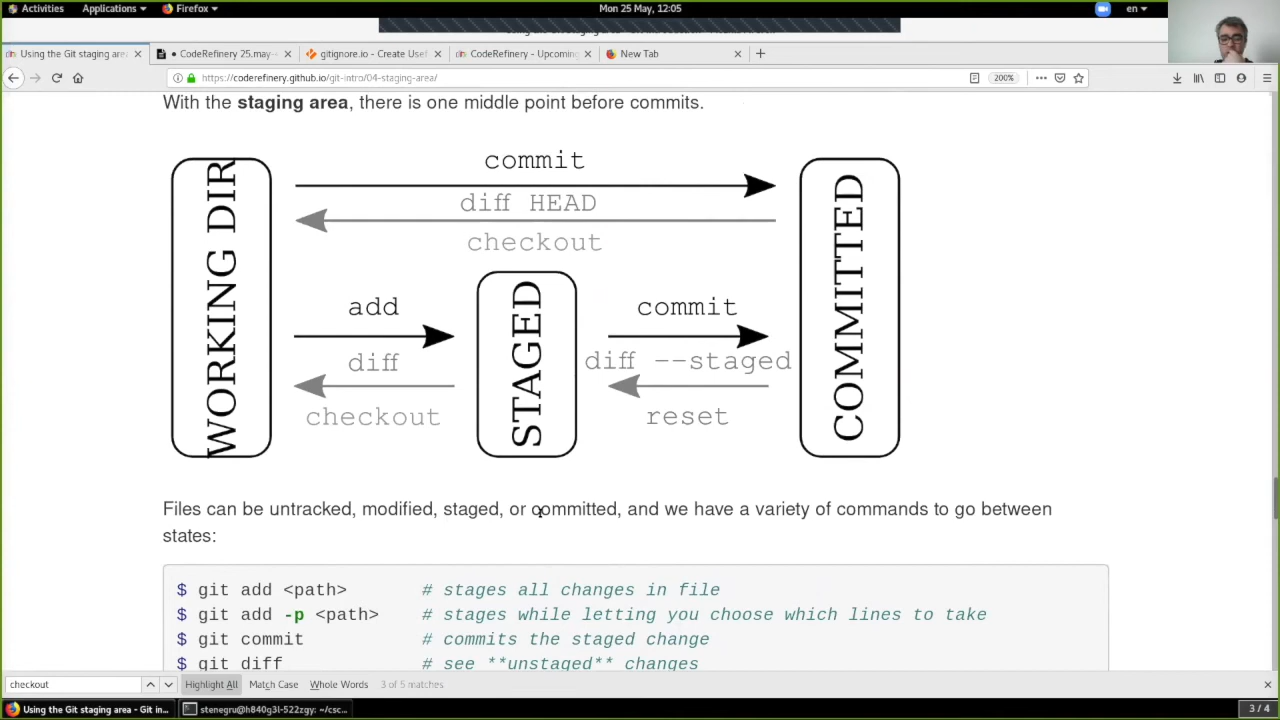 Activities Applications Firefox Mon 25 May, 12:05 en
Using the Git staging area CodeRefinery 25.may gitignore.io - Create Usef CodeRefinery - Upcoming New Tab
https://coderefinery.github.io/git-intro/04-staging-area/ 200%
With the staging area, there is one middle point before commits.
commit
diff HEAD
checkout
WORKING DIR
add
diff
checkout
STAGED
commit
diff --staged
reset
COMMITTED
Files can be untracked, modified, staged, or committed, and we have a variety of commands to go between
states:
$ git add <path> # stages all changes in file
$ git add -p <path> # stages while letting you choose which lines to take
$ git commit # commits the staged change
$ git diff # see **unstaged** changes
checkout Highlight All Match Case Whole Words 3 of 5 matches
Using the Git staging area - Git in... stenegru@h840g3l-522zgy: ~/csc... 3 / 4